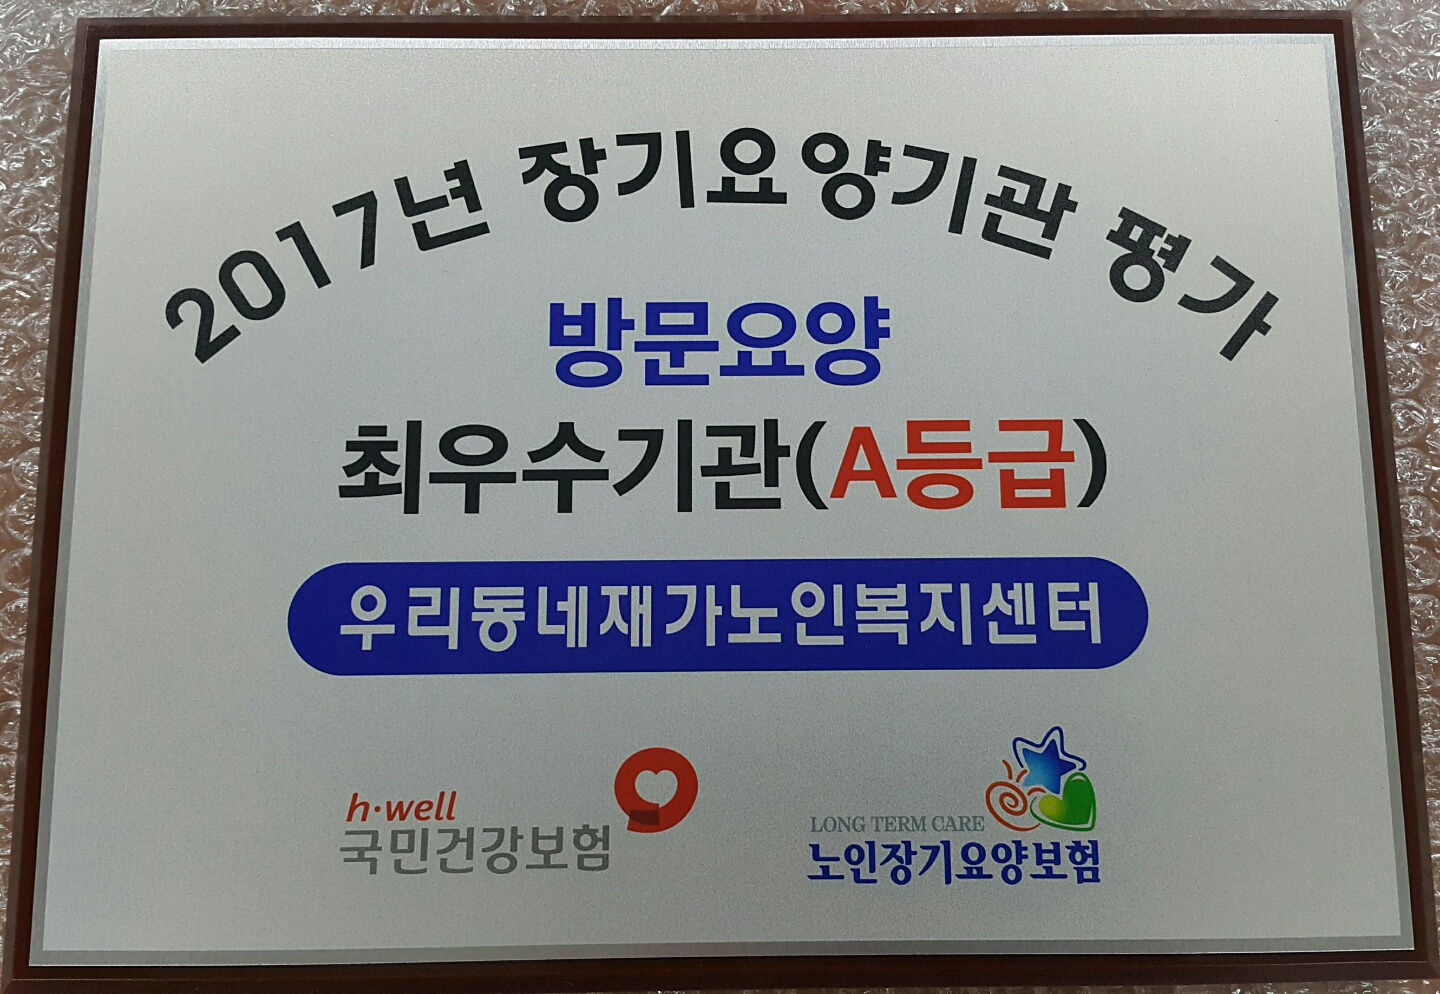 2017년 장기요양기관 평가
방문요양
최우수기관(A등급)
우리동네재가노인복지센터
h·well
국민건강보험
LONG TERM CARE
노인장기요양보험